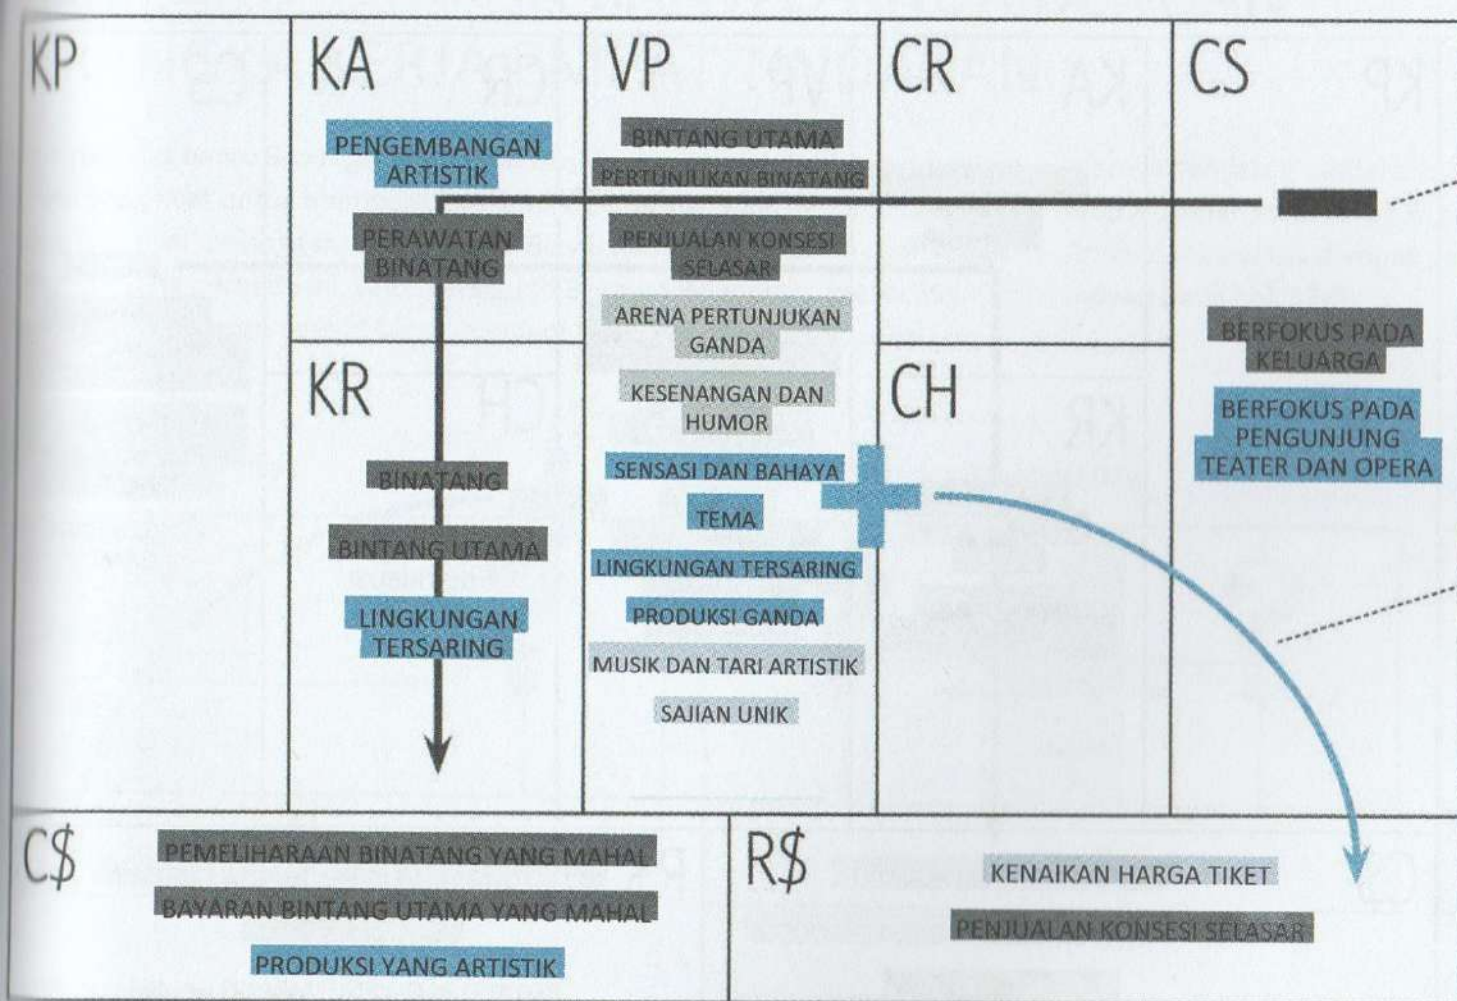 KP
KA
PENGEMBANGAN
ARTISTIK
PERAWATAN
BINATANG
KR
BINATANG
BINTANG UTAMA
LINGKUNGAN
TERSARING
VP
BINTANG UTAMA
PERTUNJUKAN BINATANG
PENJUALAN KONSESI
SELASAR
ARENA PERTUNJUKAN
GANDA
KESENANGAN DAN
HUMOR
SENSASI DAN BAHAYA
TEMA
LINGKUNGAN TERSARING
PRODUKSI GANDA
MUSIK DAN TARI ARTISTIK
SAJIAN UNIK
CR
CH
CS
BERFOKUS PADA
KELUARGA
BERFOKUS PADA
PENGUNJUNG
TEATER DAN OPERA
C$
PEMELIHARAAN BINATANG YANG MAHAL
BAYARAN BINTANG UTAMA YANG MAHAL
PRODUKSI YANG ARTISTIK
R$
KENAIKAN HARGA TIKET
PENJUALAN KONSESI SELASAR